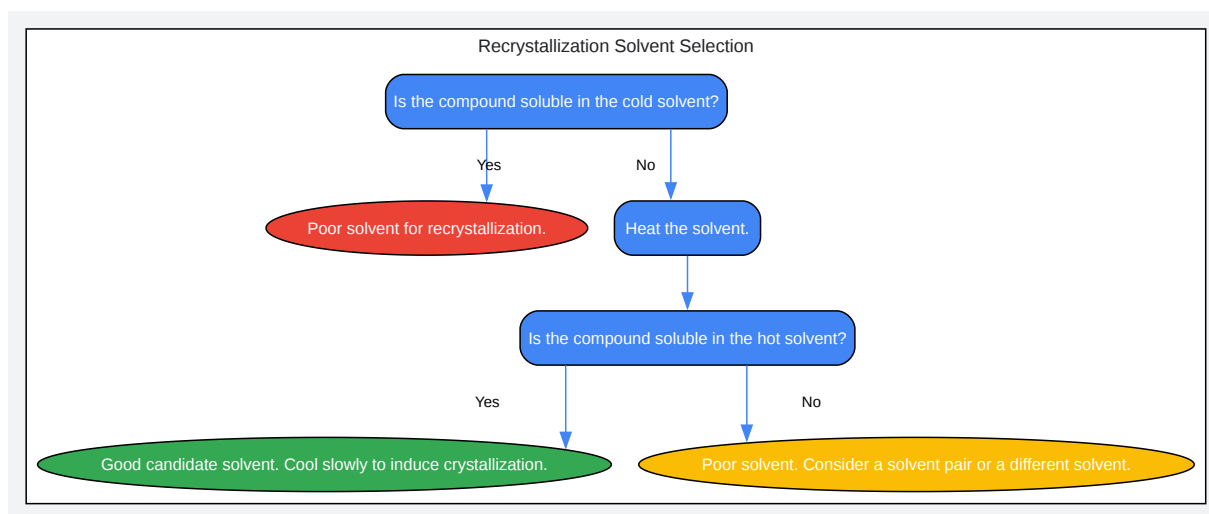 Recrystallization Solvent Selection
Is the compound soluble in the cold solvent?
Yes
No
Poor solvent for recrystallization.
Heat the solvent.
Is the compound soluble in the hot solvent?
Yes
No
Good candidate solvent. Cool slowly to induce crystallization.
Poor solvent. Consider a solvent pair or a different solvent.